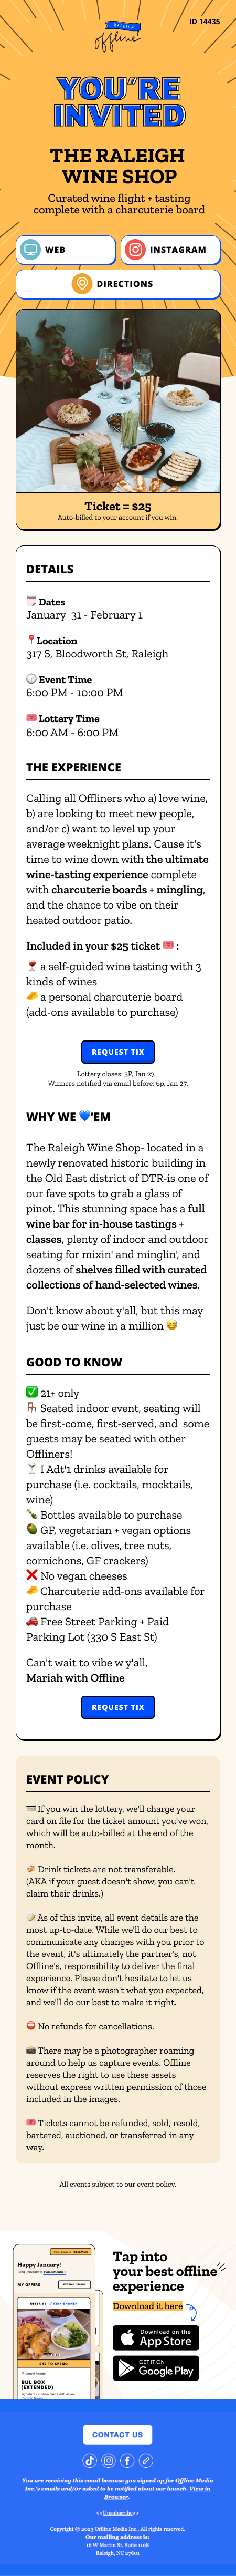 ID 14435
RALEIGH
offline
YOU'RE
INVITED
THE RALEIGH
WINE SHOP
Curated wine flight + tasting
complete with a charcuterie board
WEB
INSTAGRAM
DIRECTIONS
Ticket = $25
Auto-billed to your account if you win.
DETAILS
Dates
January 31 - February 1
Location
317 S, Bloodworth St, Raleigh
Event Time
6:00 PM - 10:00 PM
Lottery Time
6:00 AM - 6:00 PM
THE EXPERIENCE
Calling all Offliners who a) love wine,
b) are looking to meet new people,
and/or c) want to level up your
average weeknight plans. Cause it's
time to wine down with the ultimate
wine-tasting experience complete
with charcuterie boards + mingling,
and the chance to vibe on their
heated outdoor patio.
Included in your $25 ticket 🎟️ :
🍷 a self-guided wine tasting with 3
kinds of wines
🧀 a personal charcuterie board
(add-ons available to purchase)
REQUEST TIX
Lottery closes: 3P, Jan 27.
Winners notified via email before: 6p, Jan 27.
WHY WE 💙'EM
The Raleigh Wine Shop- located in a
newly renovated historic building in
the Old East district of DTR-is one of
our fave spots to grab a glass of
pinot. This stunning space has a full
wine bar for in-house tastings +
classes, plenty of indoor and outdoor
seating for mixin' and minglin', and
dozens of shelves filled with curated
collections of hand-selected wines.
Don't know about y'all, but this may
just be our wine in a million 😅
GOOD TO KNOW
✅ 21+ only
🪑 Seated indoor event, seating will
be first-come, first-served, and some
guests may be seated with other
Offliners!
🍸 I Adt'l drinks available for
purchase (i.e. cocktails, mocktails,
wine)
🍾 Bottles available to purchase
🥑 GF, vegetarian + vegan options
available (i.e. olives, tree nuts,
cornichons, GF crackers)
❌ No vegan cheeses
🧀 Charcuterie add-ons available for
purchase
🚗 Free Street Parking + Paid
Parking Lot (330 S East St)
Can't wait to vibe w y'all,
Mariah with Offline
REQUEST TIX
EVENT POLICY
💳 If you win the lottery, we'll charge your
card on file for the ticket amount you've won,
which will be auto-billed at the end of the
month.
🍻 Drink tickets are not transferable.
(AKA if your guest doesn't show, you can't
claim their drinks.)
📝 As of this invite, all event details are the
most up-to-date. While we'll do our best to
communicate any changes with you prior to
the event, it's ultimately the partner's, not
Offline's, responsibility to deliver the final
experience. Please don't hesitate to let us
know if the event wasn't what you expected,
and we'll do our best to make it right.
⛔ No refunds for cancellations.
📸 There may be a photographer roaming
around to help us capture events. Offline
reserves the right to use these assets
without express written permission of those
included in the images.
🎟️ Tickets cannot be refunded, sold, resold,
bartered, auctioned, or transferred in any
way.
All events subject to our event policy.
Happy January!
MY OFFERS
$10 TO SPEND
BUL BOX
(EXTENDED)
Tap into
your best offline
experience
Download it here
Download on the
App Store
GET IT ON
Google Play
CONTACT US
You are receiving this email because you signed up for Offline Media
Inc.'s emails and/or asked to be notified about our launch. View in
Browser.
<<Unsubscribe>>
Copyright © 2023 Offline Media Inc., All rights reserved.
Our mailing address is:
16 W Martin St. Suite 1108
Raleigh, NC 27601